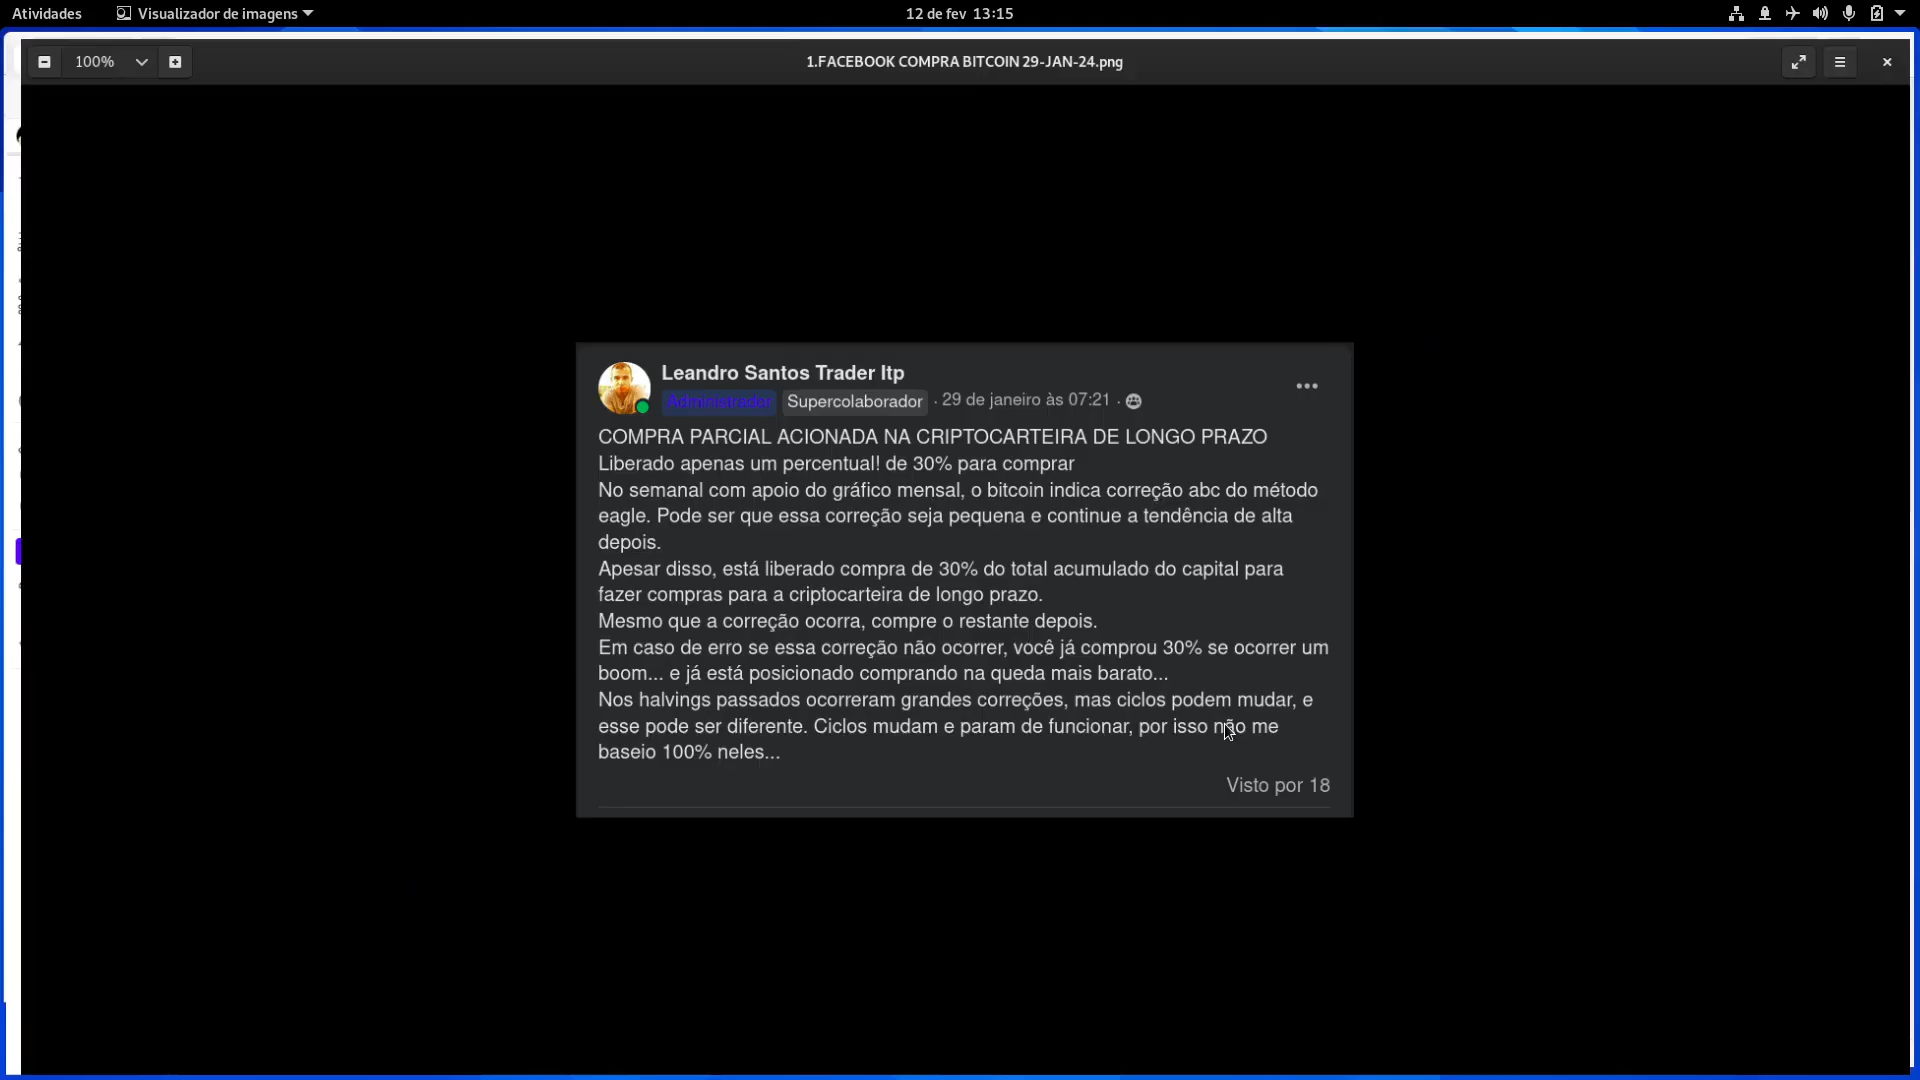 Atividades Visualizador de imagens 12 de fev 13:15
100% 1.FACEBOOK COMPRA BITCOIN 29-JAN-24.png
Leandro Santos Trader Itp
Administrador Supercolaborador · 29 de janeiro às 07:21 ·
COMPRA PARCIAL ACIONADA NA CRIPTOCARTEIRA DE LONGO PRAZO
Liberado apenas um percentual! de 30% para comprar
No semanal com apoio do gráfico mensal, o bitcoin indica correção abc do método
eagle. Pode ser que essa correção seja pequena e continue a tendência de alta
depois.
Apesar disso, está liberado compra de 30% do total acumulado do capital para
fazer compras para a criptocarteira de longo prazo.
Mesmo que a correção ocorra, compre o restante depois.
Em caso de erro se essa correção não ocorrer, você já comprou 30% se ocorrer um
boom... e já está posicionado comprando na queda mais barato...
Nos halvings passados ocorreram grandes correções, mas ciclos podem mudar, e
esse pode ser diferente. Ciclos mudam e param de funcionar, por isso não me
baseio 100% neles...
Visto por 18